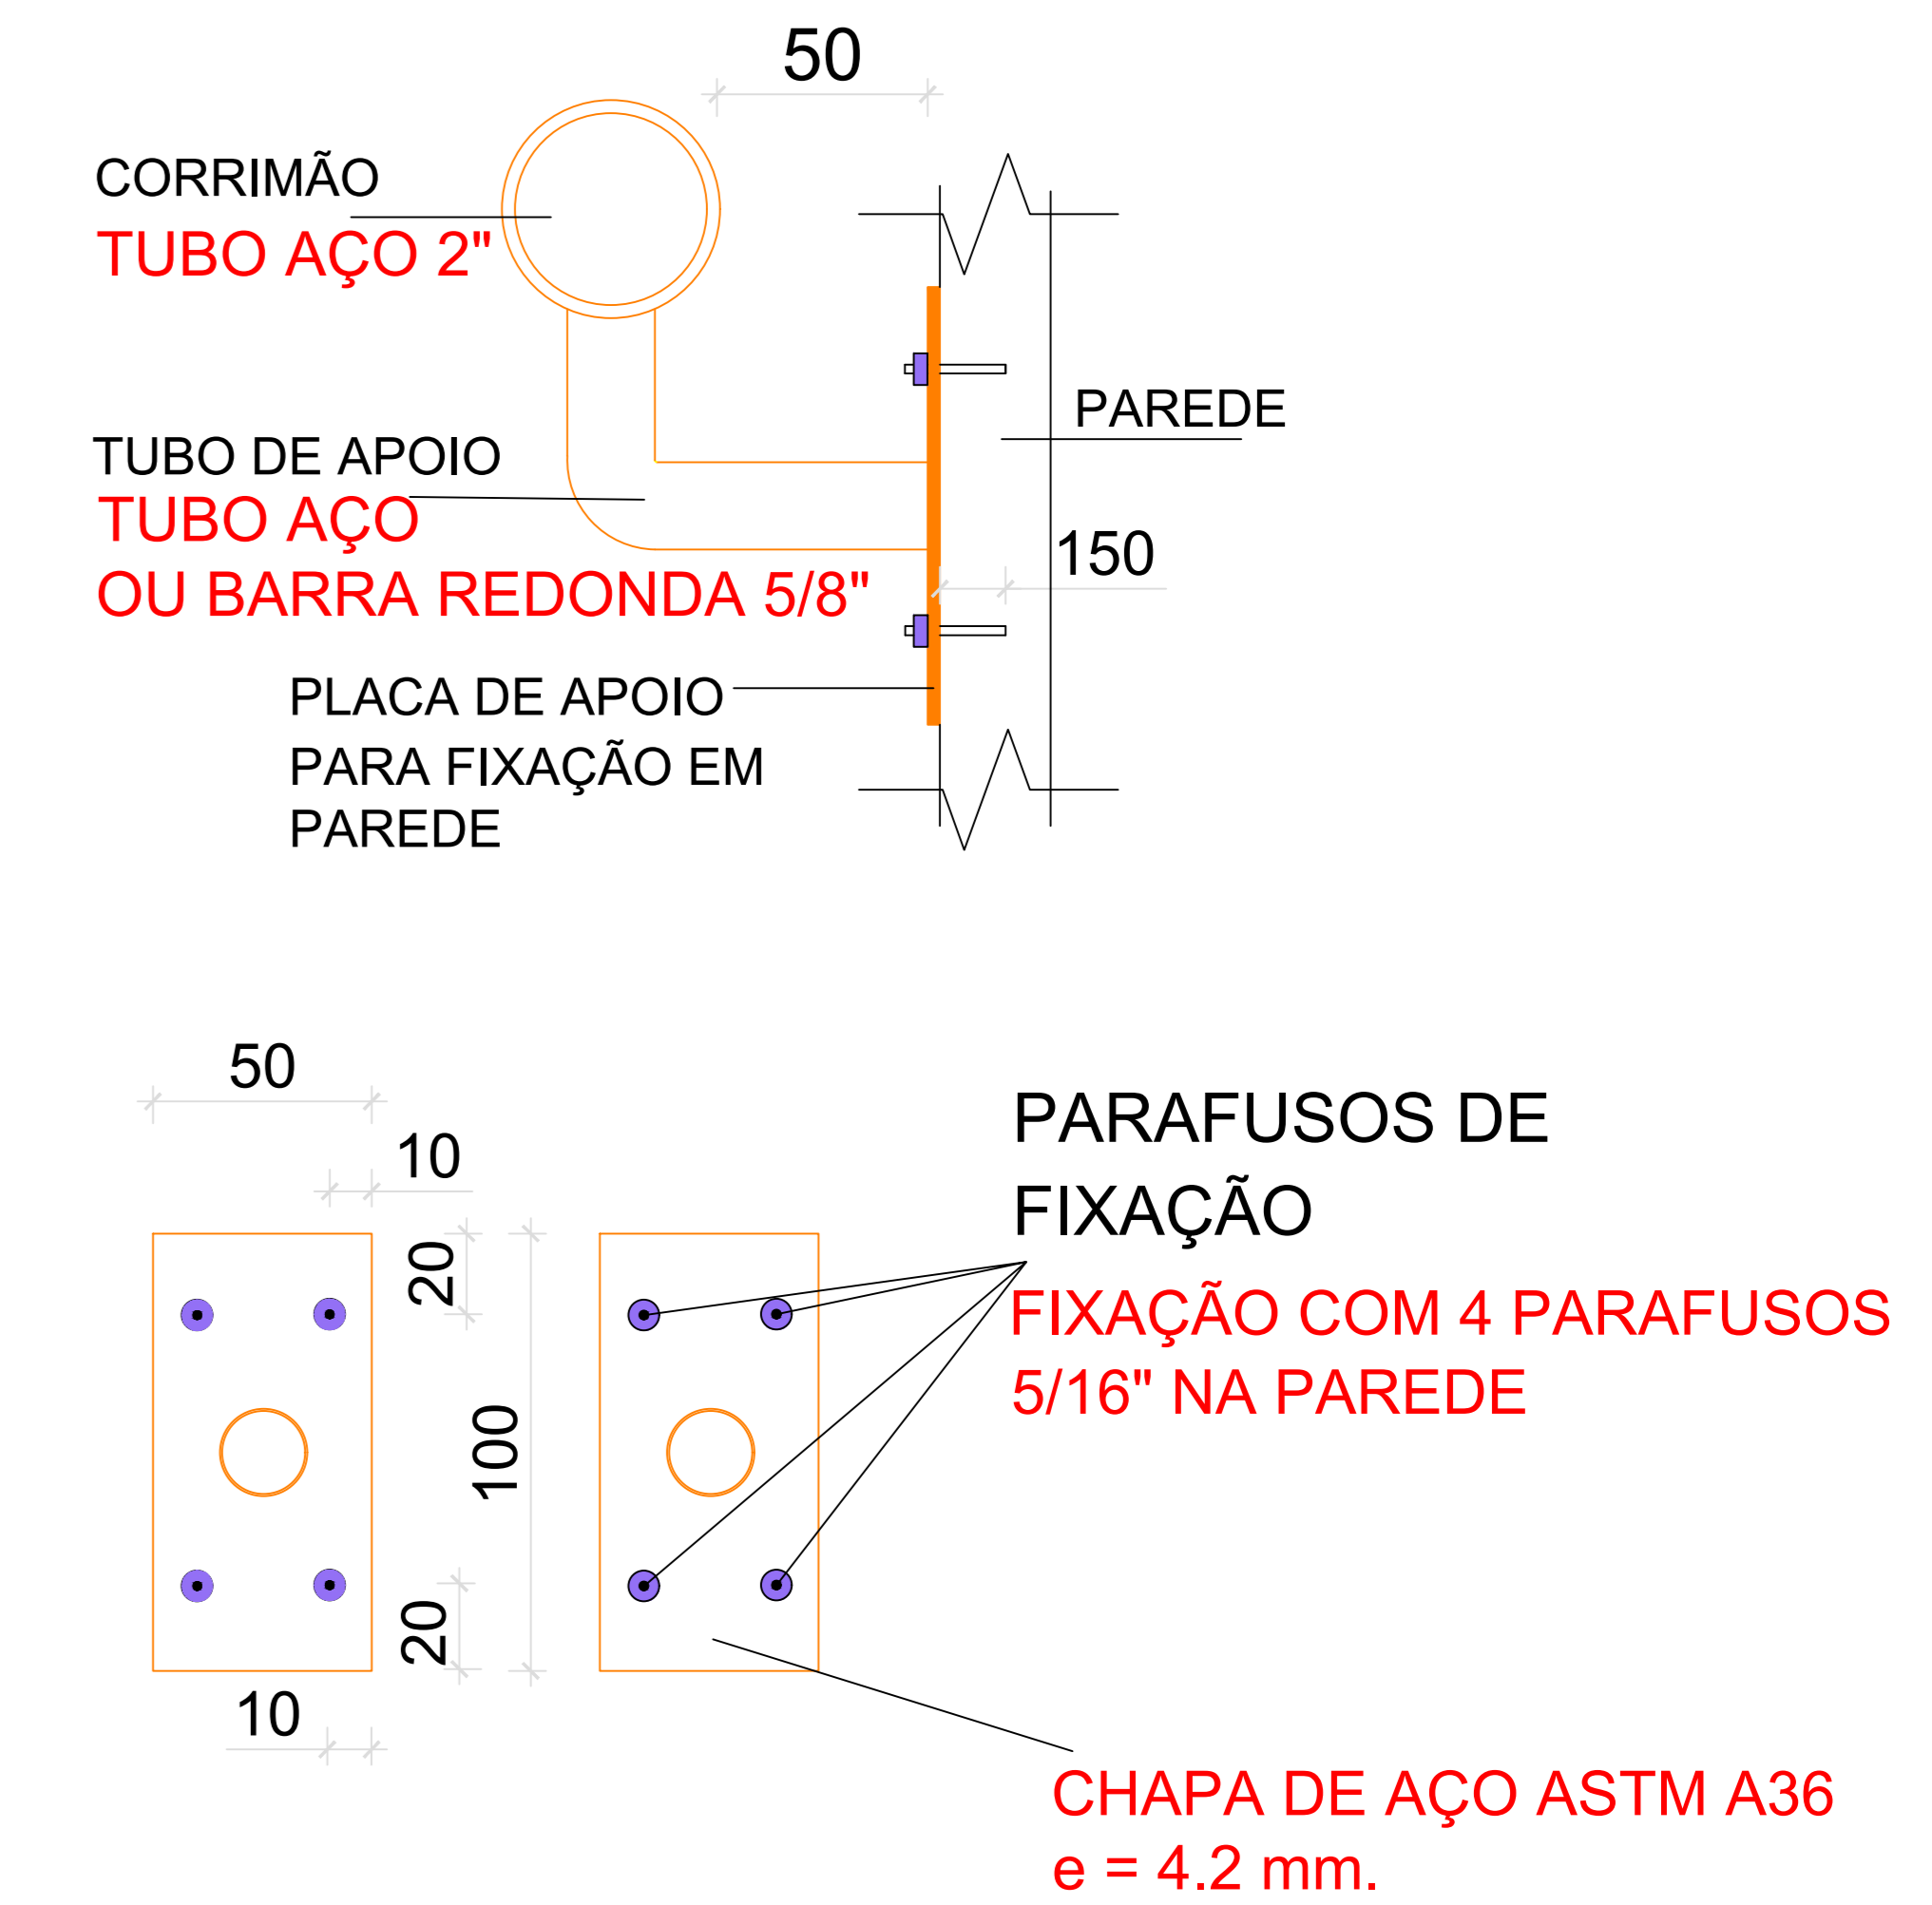 50
CORRIMÃO
TUBO AÇO 2"
PAREDE
TUBO DE APOIO
TUBO AÇO
OU BARRA REDONDA 5/8"
150
PLACA DE APOIO
PARA FIXAÇÃO EM
PAREDE
50
10
20
100
20
10
PARAFUSOS DE
FIXAÇÃO
FIXAÇÃO COM 4 PARAFUSOS
5/16" NA PAREDE
CHAPA DE AÇO ASTM A36
e = 4.2 mm.